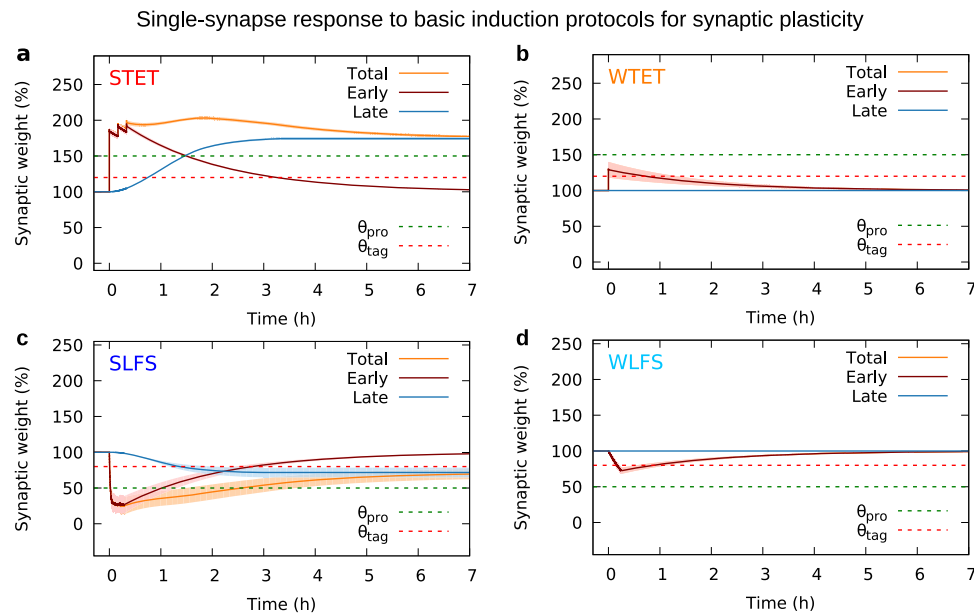 Single-synapse response to basic induction protocols for synaptic plasticity
a
STET
Total
Early
Late
θpro
θtag
Synaptic weight (%)
250
200
150
100
50
0
0 1 2 3 4 5 6 7
Time (h)
b
WTET
Total
Early
Late
θpro
θtag
Synaptic weight (%)
250
200
150
100
50
0
0 1 2 3 4 5 6 7
Time (h)
c
SLFS
Total
Early
Late
θpro
θtag
Synaptic weight (%)
250
200
150
100
50
0
0 1 2 3 4 5 6 7
Time (h)
d
WLFS
Total
Early
Late
θpro
θtag
Synaptic weight (%)
250
200
150
100
50
0
0 1 2 3 4 5 6 7
Time (h)